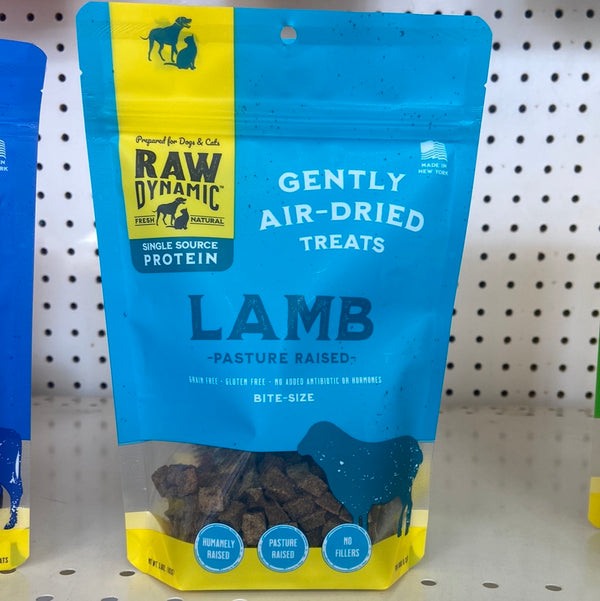 Prepared for Dogs & Cats
RAW
DYNAMIC™
FRESH NATURAL
SINGLE SOURCE
PROTEIN
MADE IN
NEW YORK
GENTLY
AIR-DRIED
TREATS
LAMB
-PASTURE RAISED-
GRAIN FREE - GLUTEN FREE - NO ADDED ANTIBIOTIC OR HORMONES
BITE-SIZE
HUMANELY
RAISED
PASTURE
RAISED
NO
FILLERS